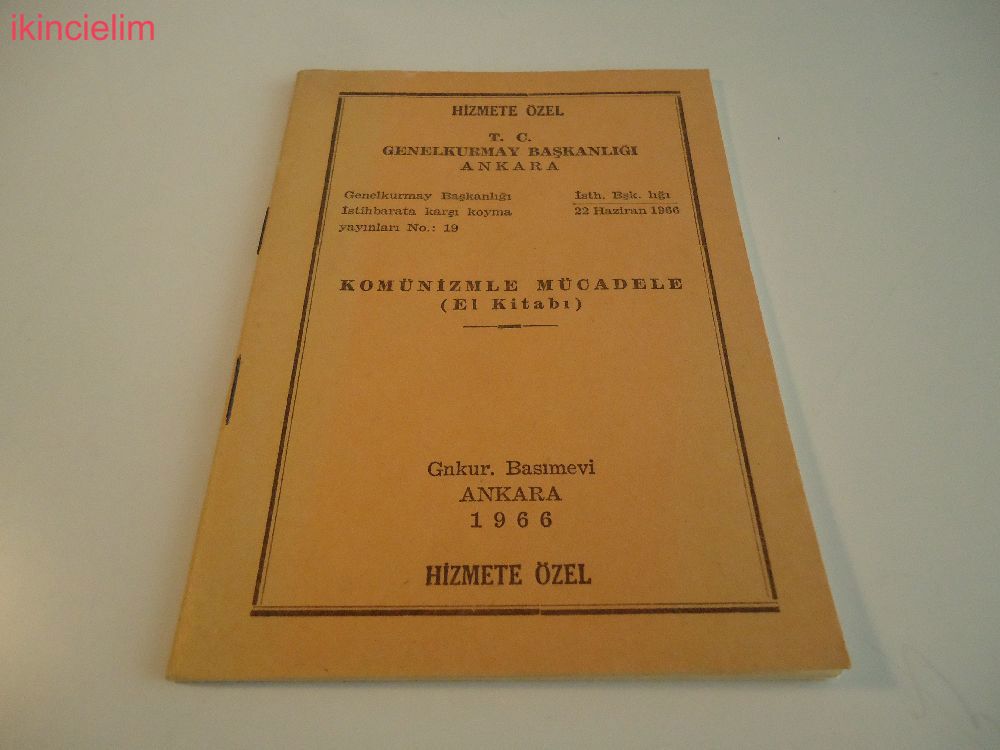 ikincielim
HİZMETE ÖZEL
T. C.
GENELKURMAY BAŞKANLIĞI
ANKARA
Genelkurmay Başkanlığı
İstihbarata karşı koyma
yayınları No.: 19
İsth. Bşk. lığı
22 Haziran 1966
KOMÜNİZMLE MÜCADELE
(El Kitabı)
Gnkur. Basımevi
ANKARA
1966
HİZMETE ÖZEL